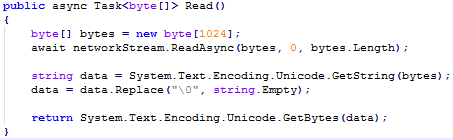 public async Task<byte[]> Read()
{
byte[] bytes = new byte[1024];
await networkStream.ReadAsync(bytes, 0, bytes.Length);
string data = System.Text.Encoding.Unicode.GetString(bytes);
data = data.Replace("\0", string.Empty);
return System.Text.Encoding.Unicode.GetBytes(data);
}